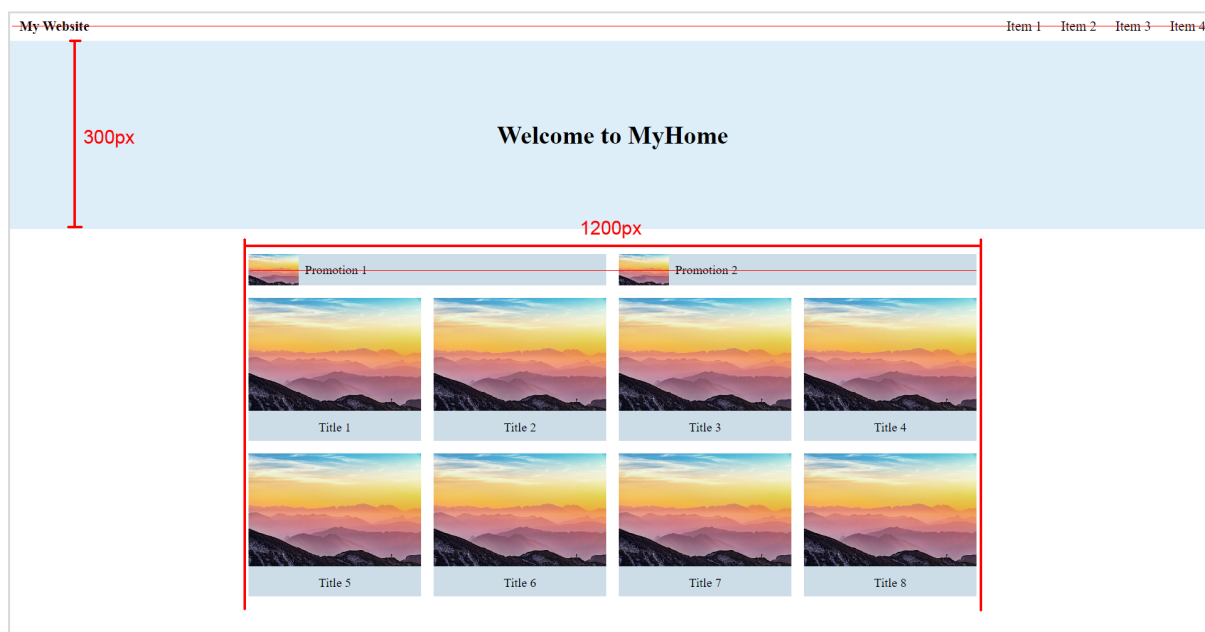 My Website Item 1 Item 2 Item 3 Item 4
300px
Welcome to MyHome
1200px
Promotion 1 Promotion 2
Title 1 Title 2 Title 3 Title 4
Title 5 Title 6 Title 7 Title 8